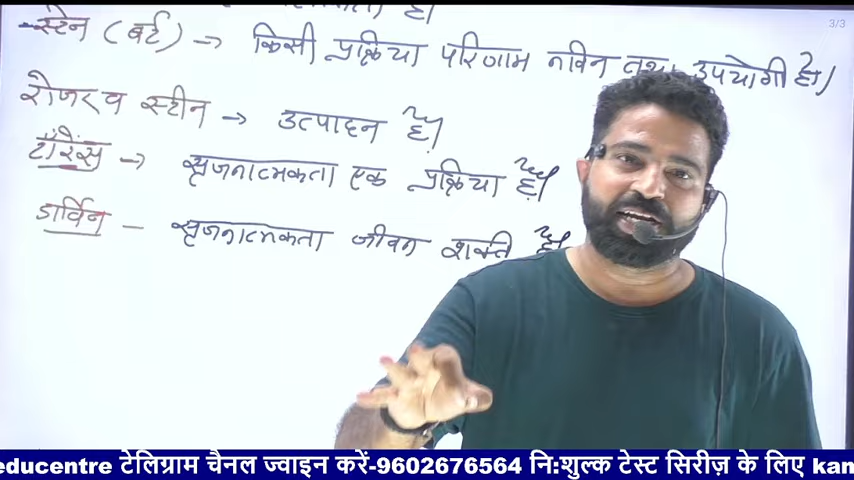 है।
3/3
स्टेन (बर्ट) → किसी प्रक्रिया परिणाम नविन तथा उपयोगी है।
रोजर व स्टीन → उत्पादन है।
टॉरेंस → सृजनात्मकता एक प्रक्रिया है।
डार्विन - सृजनात्मकता जीवन शक्ति है।
educentre टेलिग्राम चैनल ज्वाइन करें-9602676564 नि:शुल्क टेस्ट सिरीज़ के लिए kan